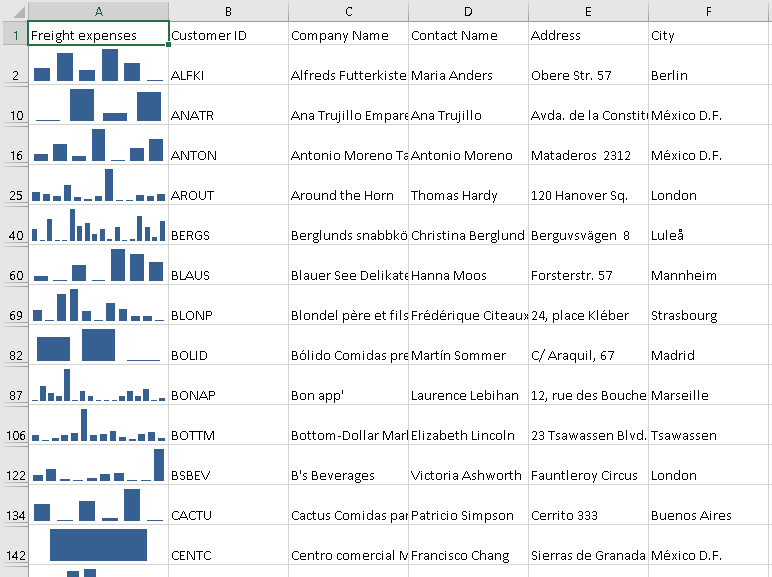 A B C D E F
1 Freight expenses Customer ID Company Name Contact Name Address City
2 ALFKI Alfreds Futterkiste Maria Anders Obere Str. 57 Berlin
10 ANATR Ana Trujillo Empare Ana Trujillo Avda. de la Constitu México D.F.
16 ANTON Antonio Moreno Ta Antonio Moreno Mataderos 2312 México D.F.
25 AROUT Around the Horn Thomas Hardy 120 Hanover Sq. London
40 BERGS Berglunds snabbkö Christina Berglund Berguvsvägen 8 Luleå
60 BLAUS Blauer See Delikate Hanna Moos Forsterstr. 57 Mannheim
69 BLONP Blondel père et fils Frédérique Citeaux 24, place Kléber Strasbourg
82 BOLID Bólido Comidas pre Martín Sommer C/ Araquil, 67 Madrid
87 BONAP Bon app' Laurence Lebihan 12, rue des Bouche Marseille
106 BOTTM Bottom-Dollar Mark Elizabeth Lincoln 23 Tsawassen Blvd. Tsawassen
122 BSBEV B's Beverages Victoria Ashworth Fauntleroy Circus London
134 CACTU Cactus Comidas par Patricio Simpson Cerrito 333 Buenos Aires
142 CENTC Centro comercial M Francisco Chang Sierras de Granada México D.F.